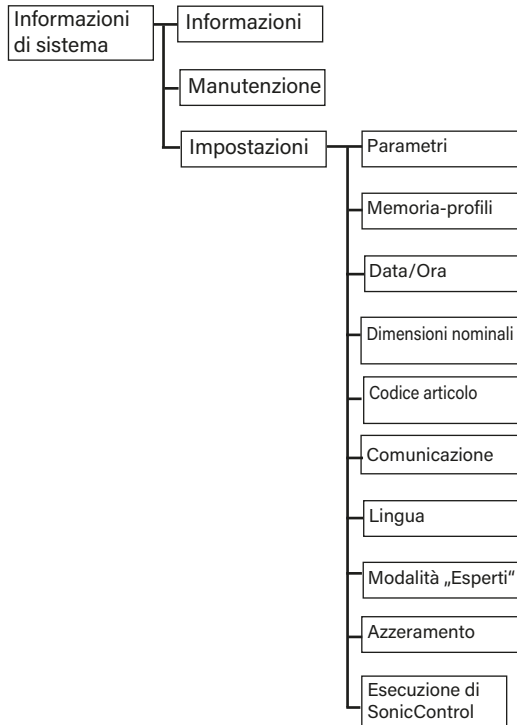 Informazioni
di sistema
Informazioni
Manutenzione
Impostazioni
Parametri
Memoria-profili
Data/Ora
Dimensioni nominali
Codice articolo
Comunicazione
Lingua
Modalità „Esperti“
Azzeramento
Esecuzione di
SonicControl